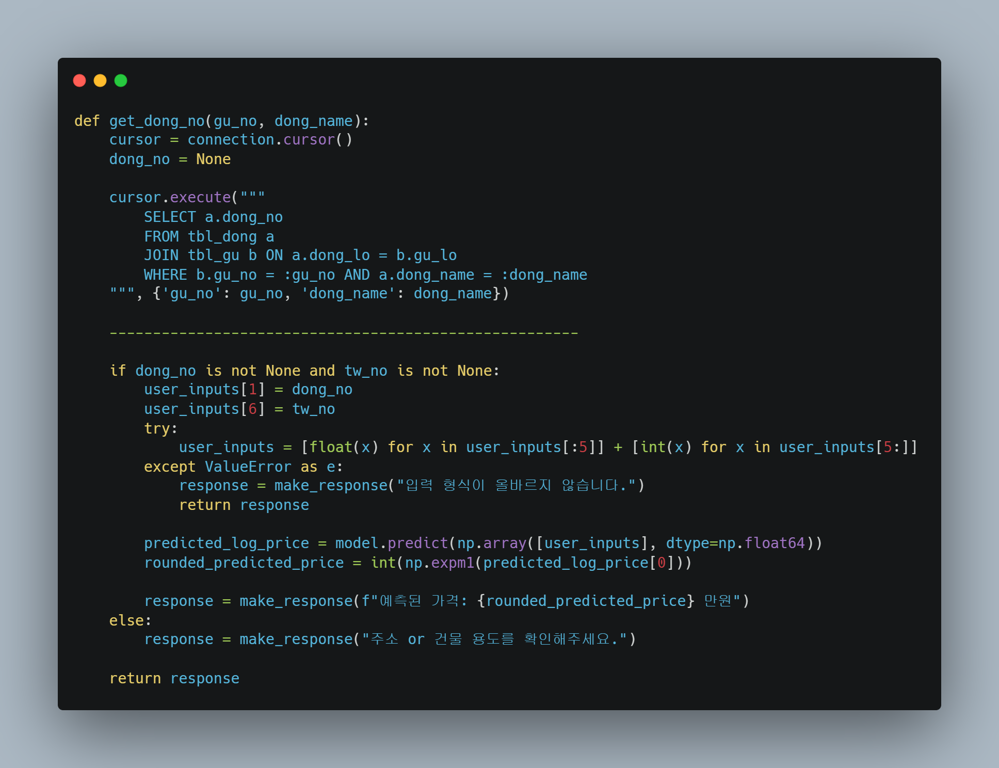 def get_dong_no(gu_no, dong_name):
    cursor = connection.cursor()
    dong_no = None

    cursor.execute("""
        SELECT a.dong_no
        FROM tbl_dong a
        JOIN tbl_gu b ON a.dong_lo = b.gu_lo
        WHERE b.gu_no = :gu_no AND a.dong_name = :dong_name
    """, {'gu_no': gu_no, 'dong_name': dong_name})

    ------------------------------------------------------

    if dong_no is not None and tw_no is not None:
        user_inputs[1] = dong_no
        user_inputs[6] = tw_no
        try:
            user_inputs = [float(x) for x in user_inputs[:5]] + [int(x) for x in user_inputs[5:]]
        except ValueError as e:
            response = make_response("입력 형식이 올바르지 않습니다.")
            return response

        predicted_log_price = model.predict(np.array([user_inputs], dtype=np.float64))
        rounded_predicted_price = int(np.expm1(predicted_log_price[0]))

        response = make_response(f"예측된 가격: {rounded_predicted_price} 만원")
    else:
        response = make_response("주소 or 건물 용도를 확인해주세요.")

    return response